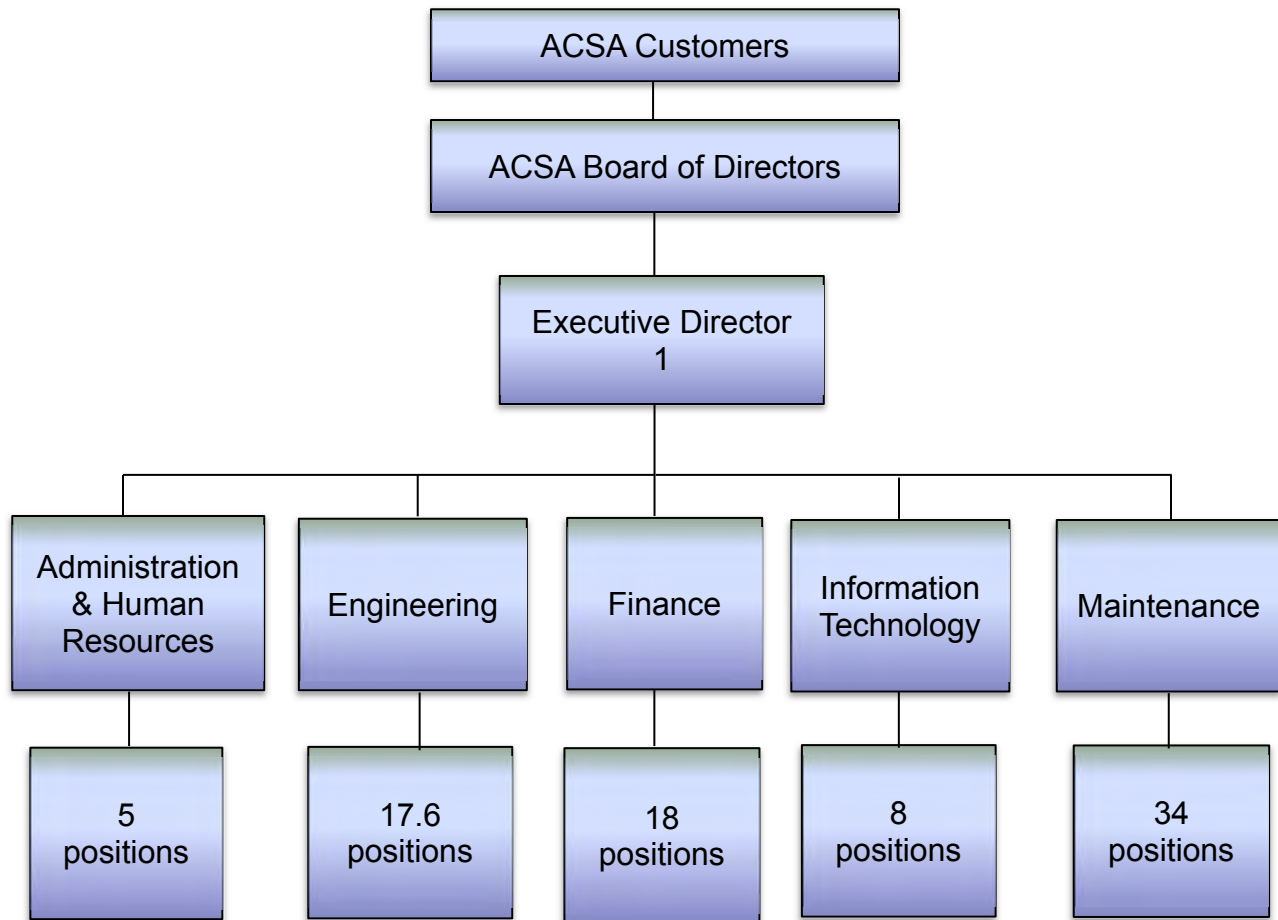 ACSA Customers
ACSA Board of Directors
Executive Director
1
Administration
& Human
Resources
Engineering
Finance
Information
Technology
Maintenance
5
positions
17.6
positions
18
positions
8
positions
34
positions